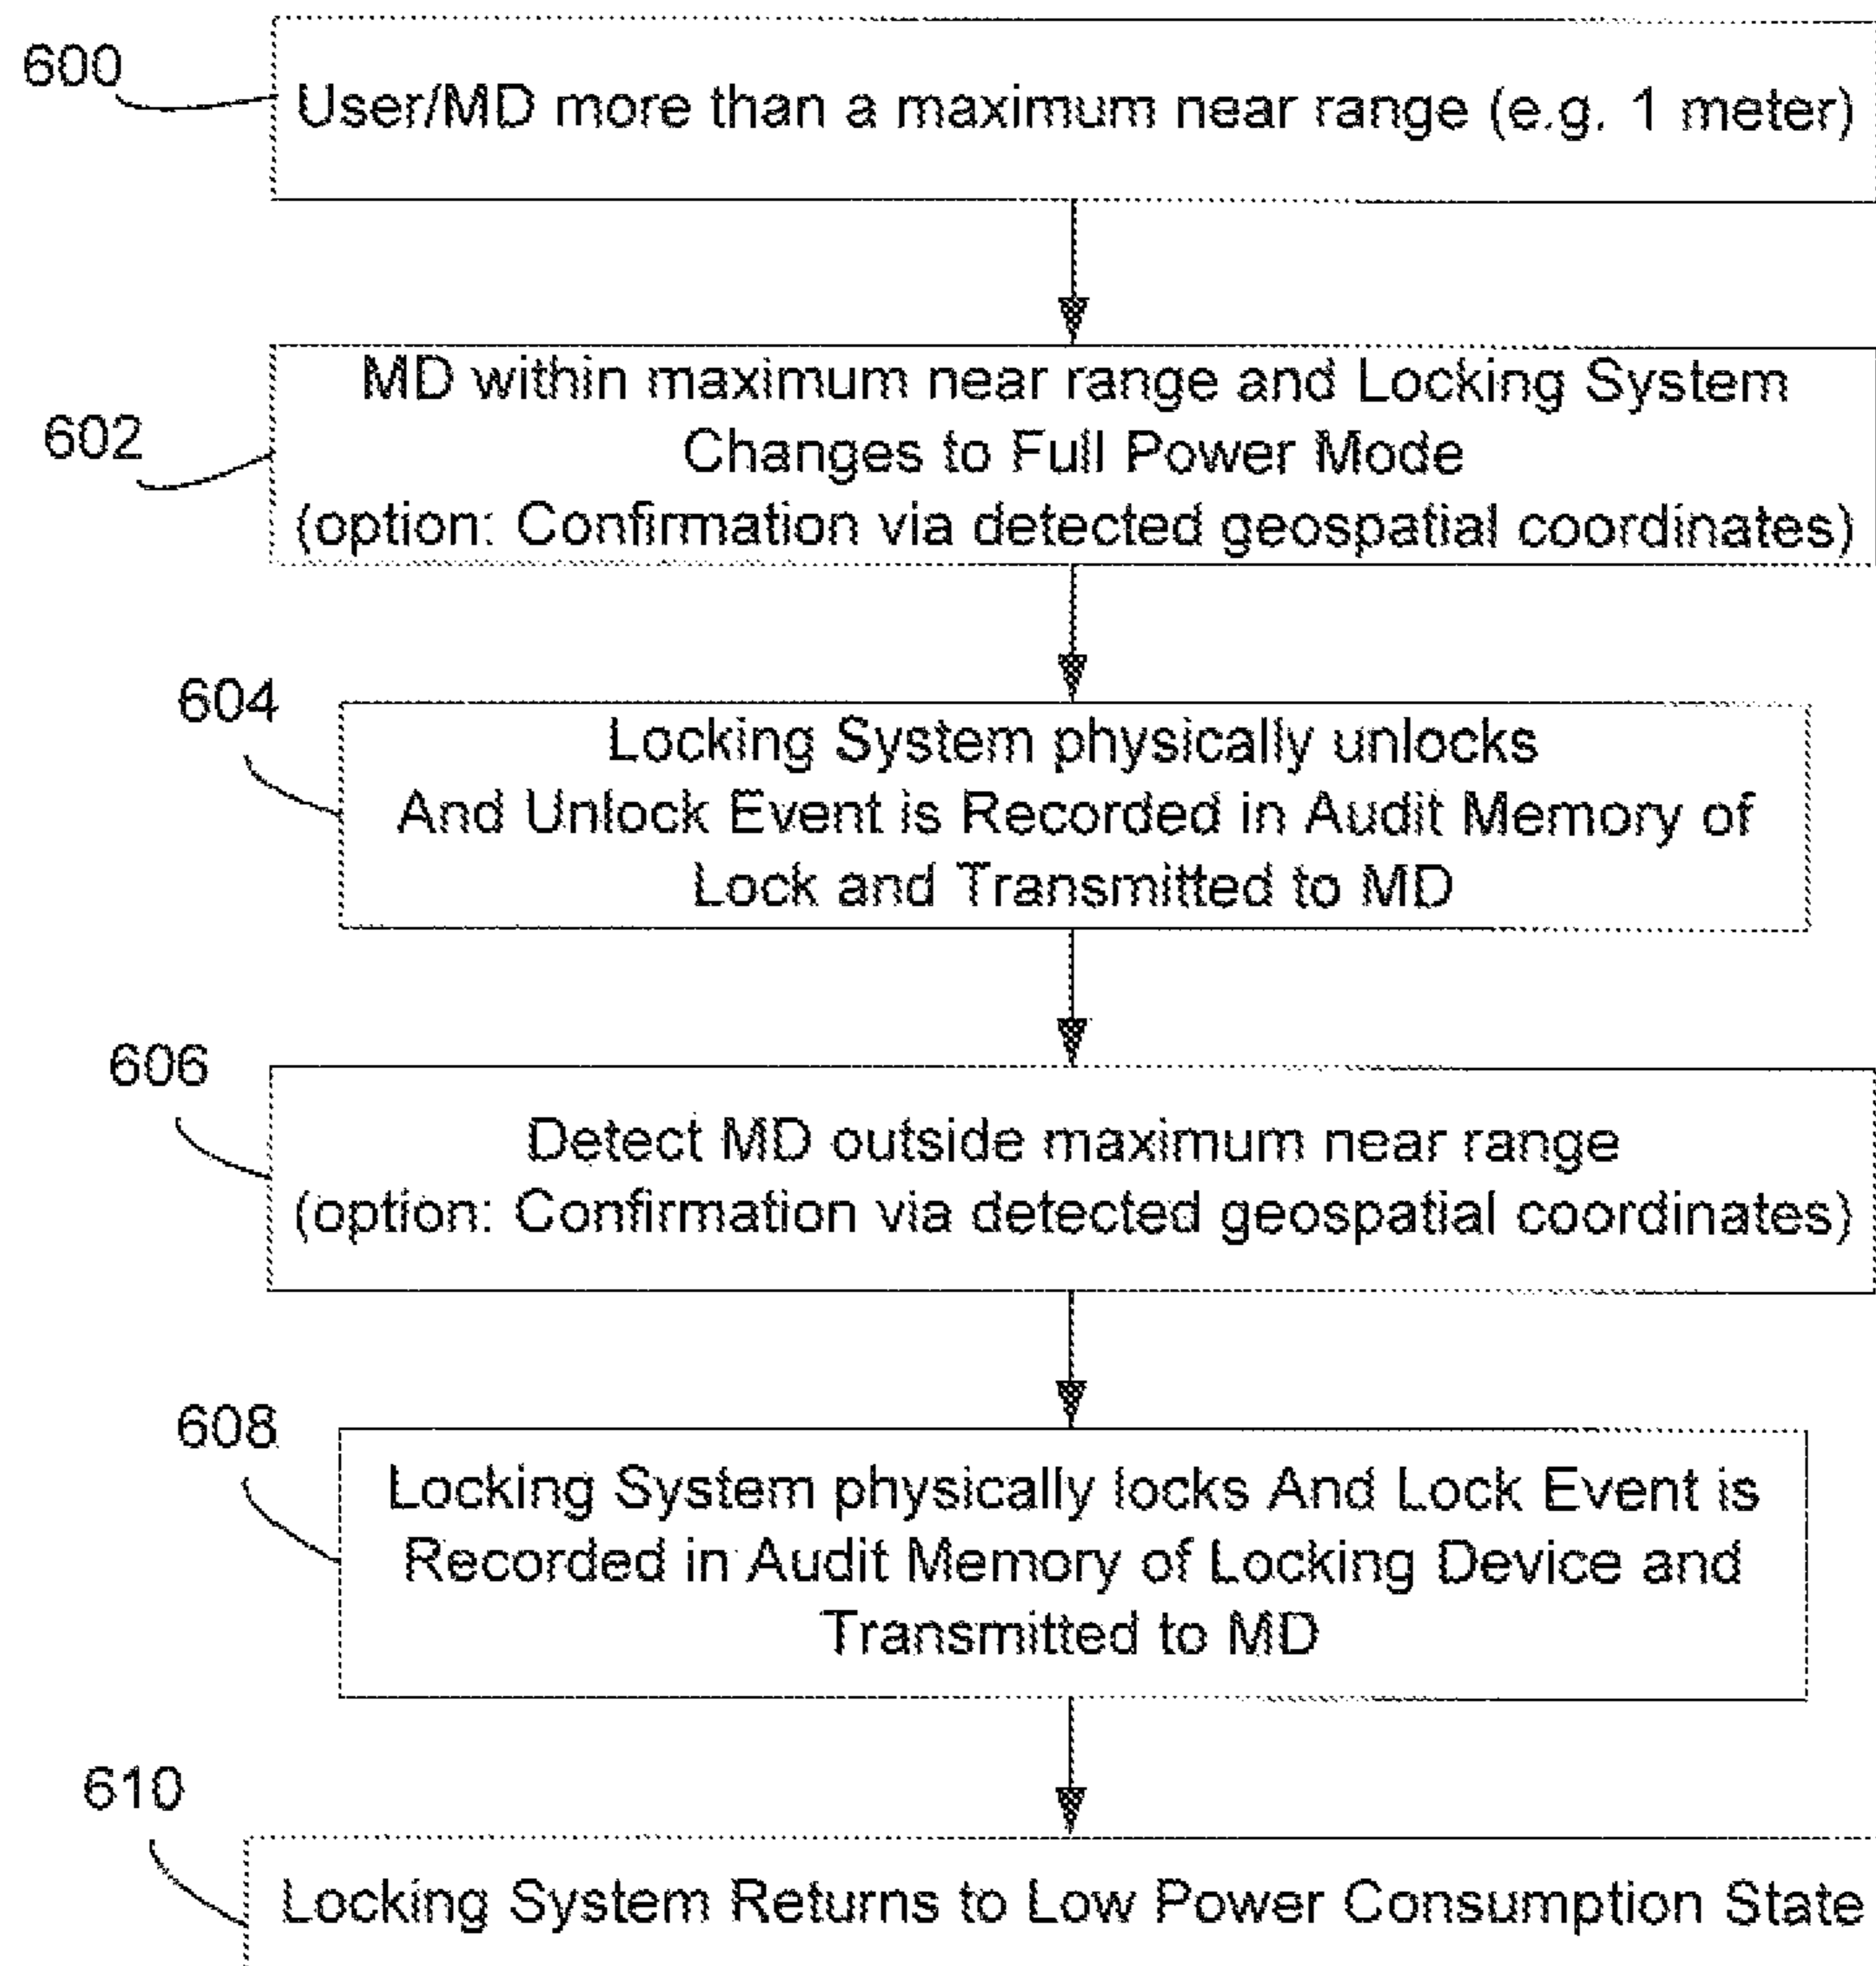 600
User/MD more than a maximum near range (e.g. 1 meter)
602
MD within maximum near range and Locking System
Changes to Full Power Mode
(option: Confirmation via detected geospatial coordinates)
604
Locking System physically unlocks
And Unlock Event is Recorded in Audit Memory of
Lock and Transmitted to MD
606
Detect MD outside maximum near range
(option: Confirmation via detected geospatial coordinates)
608
Locking System physically locks And Lock Event is
Recorded in Audit Memory of Locking Device and
Transmitted to MD
610
Locking System Returns to Low Power Consumption State